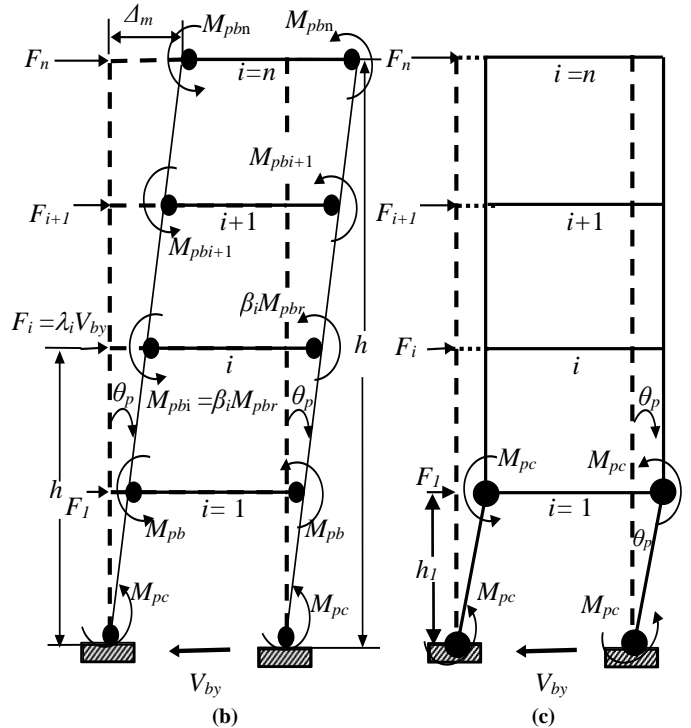 Δm
Mpbn
Mpbn
Fn
i=n
Fn
i=n
Mpbi+1
Fi+1
i+1
Mpbi+1
Fi+1
i+1
Fi = λiVby
βiMpbr
h
i
Fi
i
θp
Mpbi =βiMpbr
θp
θp
h
F1
i= 1
Mpb
Mpb
Mpc
Mpc
F1
i= 1
θp
h1
Mpc
Mpc
Mpc
Mpc
Vby
Vby
(b)
(c)